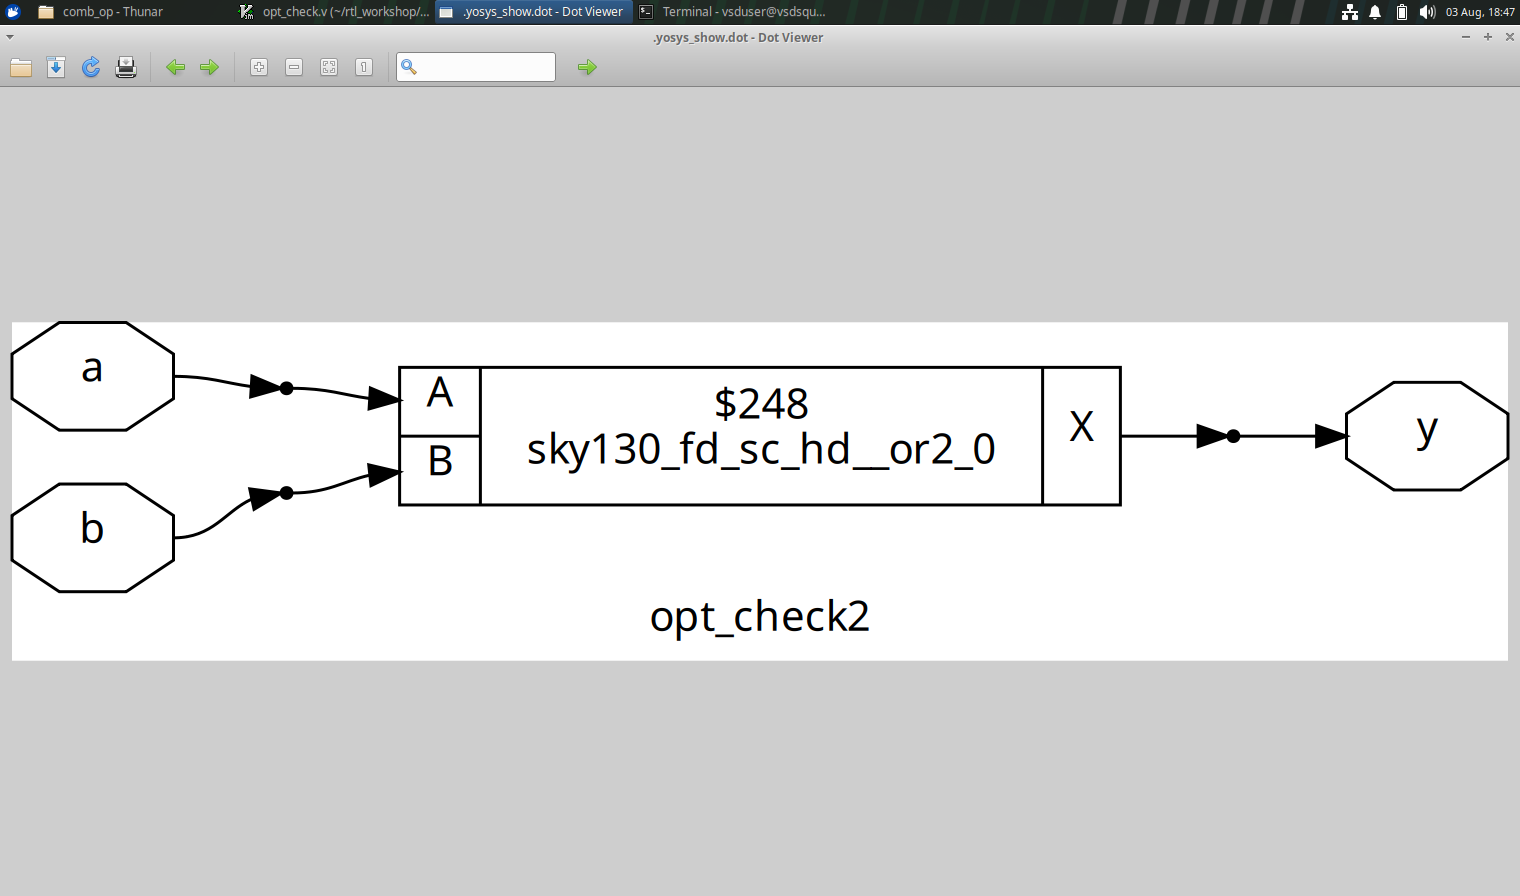 comb_op - Thunar
opt_check.v (~/rtl_workshop/...
.yosys_show.dot - Dot Viewer
Terminal - vsduser@vsdsqu...
03 Aug, 18:47
.yosys_show.dot - Dot Viewer
a
b
A
B
$248
sky130_fd_sc_hd__or2_0
X
y
opt_check2